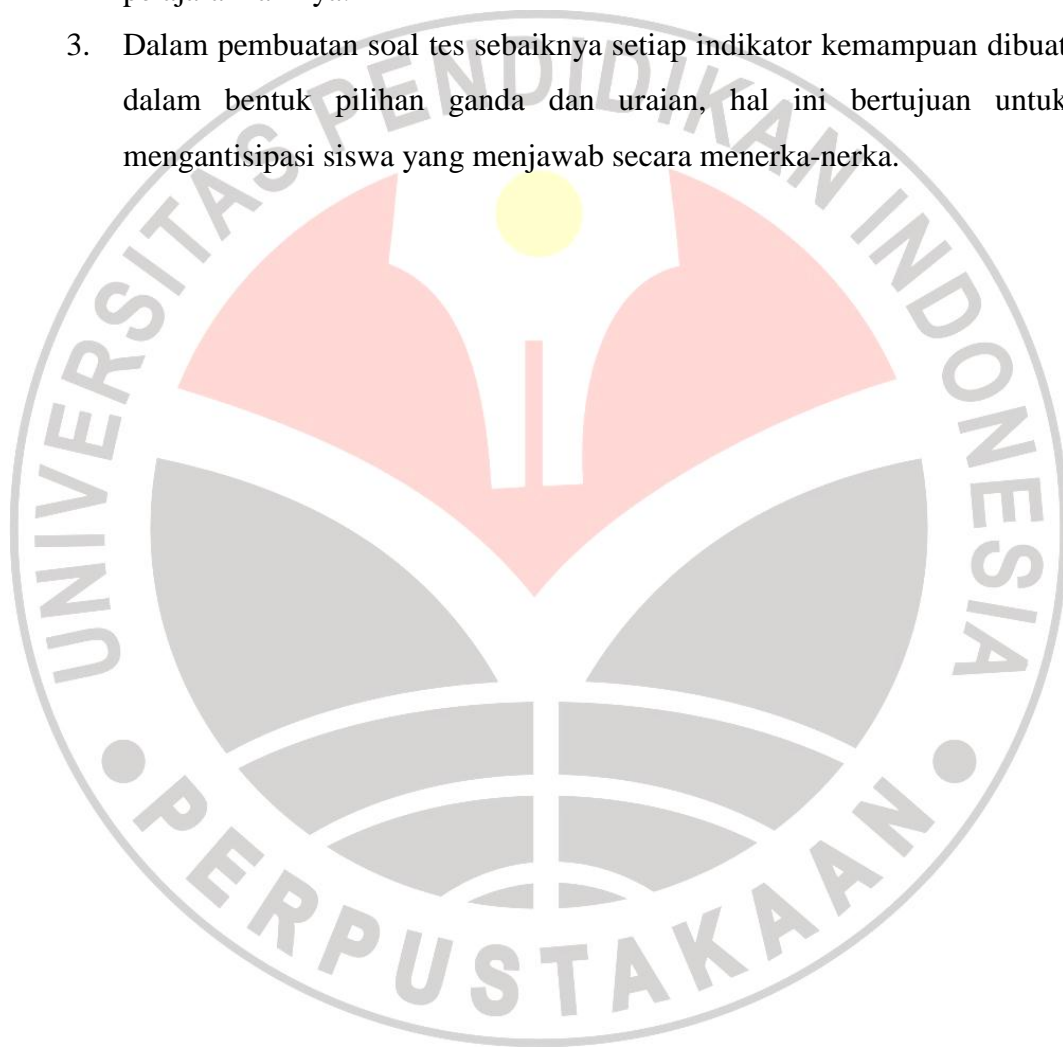 3. Dalam pembuatan soal tes sebaiknya setiap indikator kemampuan dibuat
dalam bentuk pilihan ganda dan uraian, hal ini bertujuan untuk
mengantisipasi siswa yang menjawab secara menerka-nerka.
UNIVERSITAS PENDIDIKAN INDONESIA
PERPUSTAKAAN